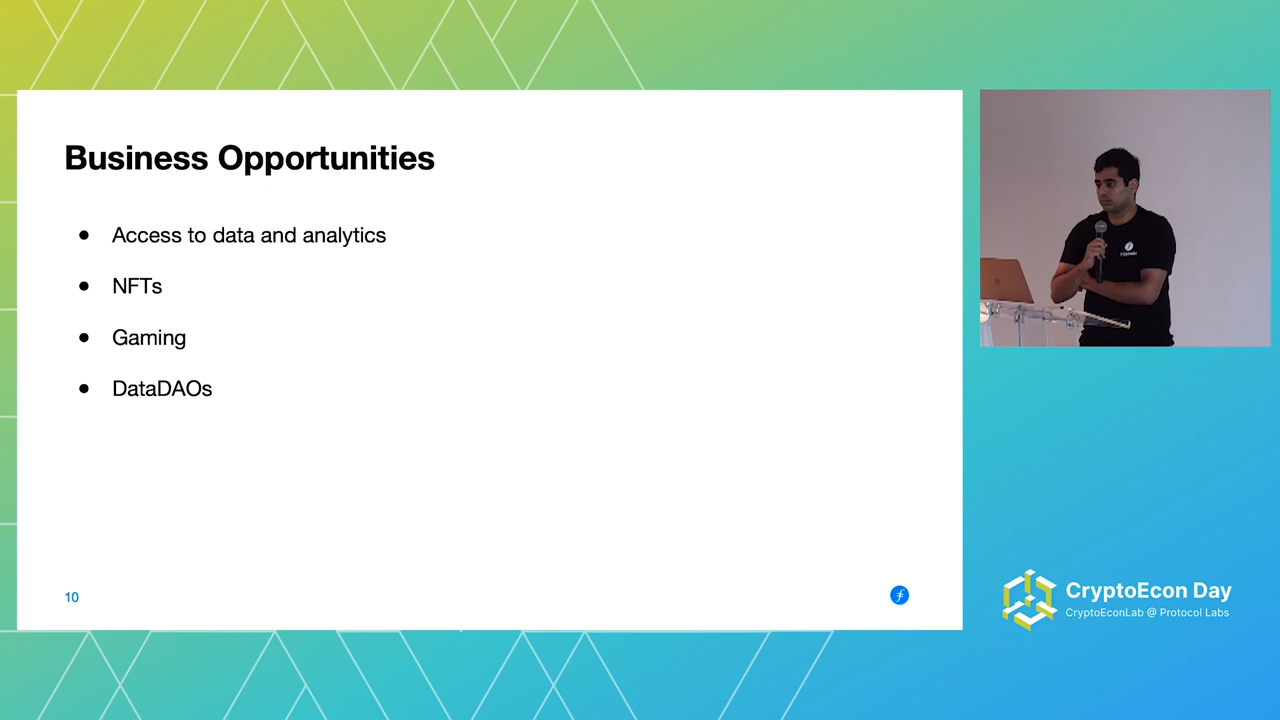 Business Opportunities
● Access to data and analytics
● NFTs
● Gaming
● DataDAOs
10
CryptoEcon Day
CryptoEconLab @ Protocol Labs